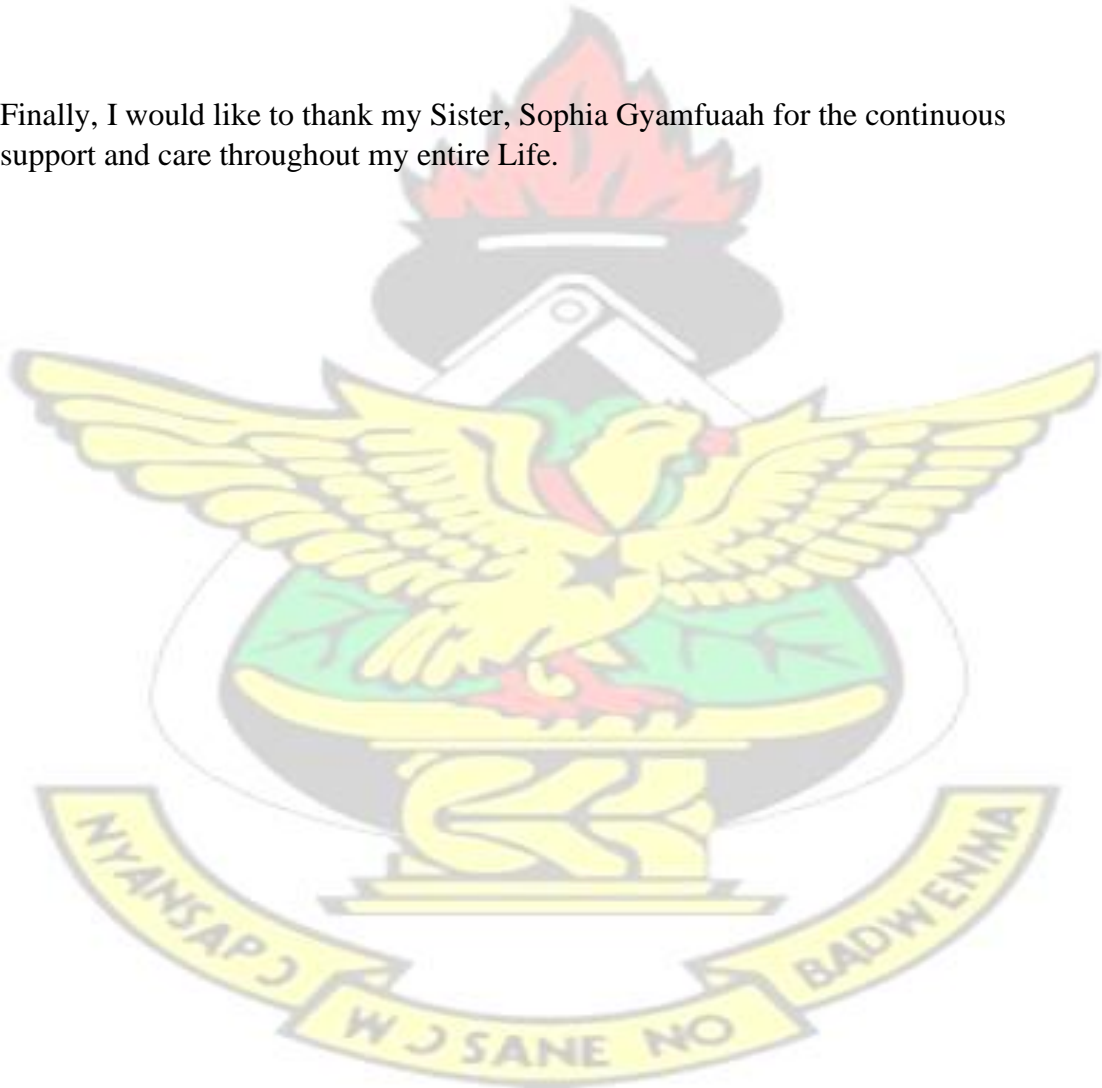 Finally, I would like to thank my Sister, Sophia Gyamfuaah for the continuous
support and care throughout my entire Life.
NYANSAPƆ
WƆSANE NO
BADWENMA